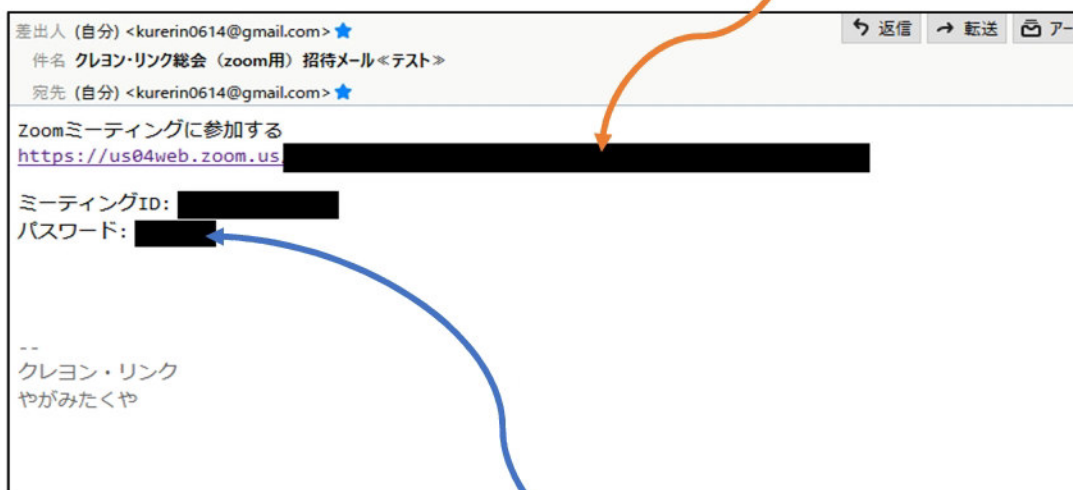 差出人 (自分) <kurerin0614@gmail.com>
返信 転送 アー
件名 クレヨン・リンク総会（zoom用）招待メール≪テスト≫
宛先 (自分) <kurerin0614@gmail.com>
Zoomミーティングに参加する
https://us04web.zoom.us/
ミーティングID:
パスワード:
--
クレヨン・リンク
やがみたくや